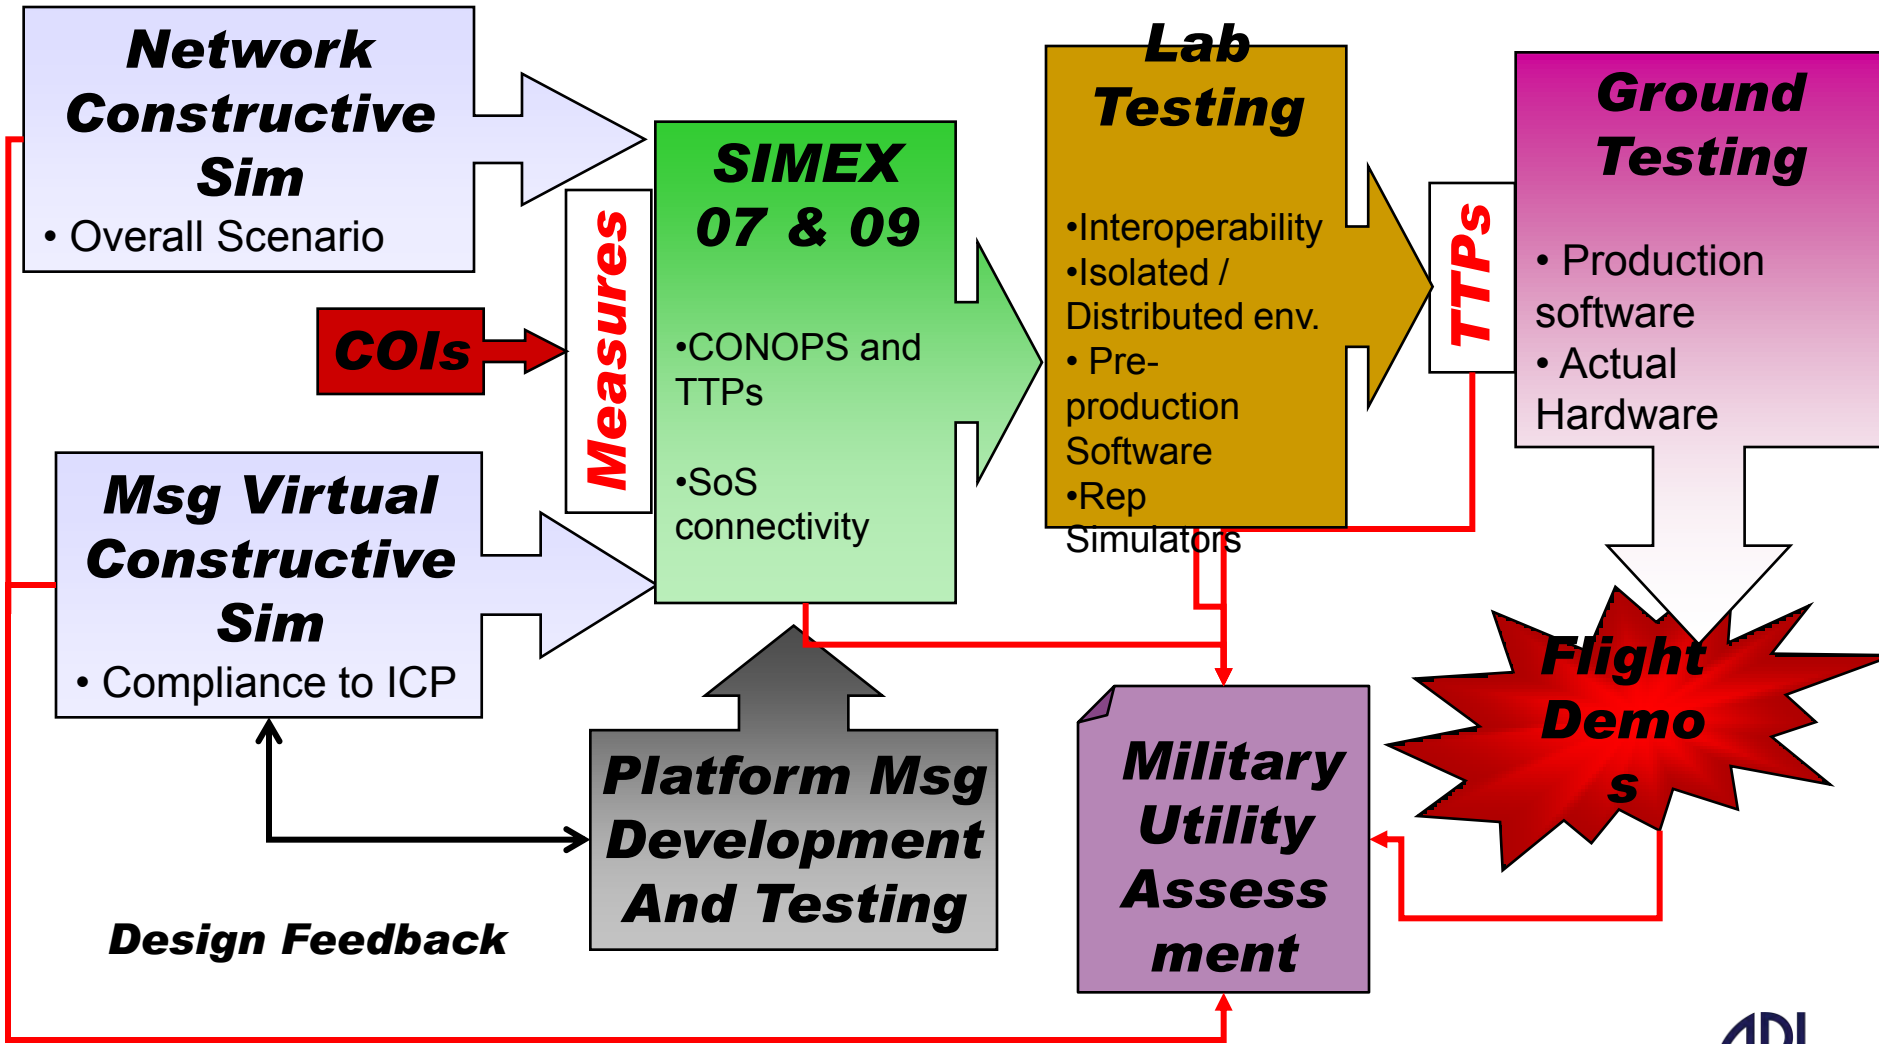 Network
Constructive
Sim
• Overall Scenario
COIs
Measures
Msg Virtual
Constructive
Sim
• Compliance to ICP
SIMEX
07 & 09
•CONOPS and
TTPs
•SoS
connectivity
Lab
Testing
•Interoperability
•Isolated /
Distributed env.
• Pre-
production
Software
•Rep
Simulators
TTPs
Ground
Testing
• Production
software
• Actual
Hardware
Flight
Demo
s
Platform Msg
Development
And Testing
Military
Utility
Assess
ment
Design Feedback